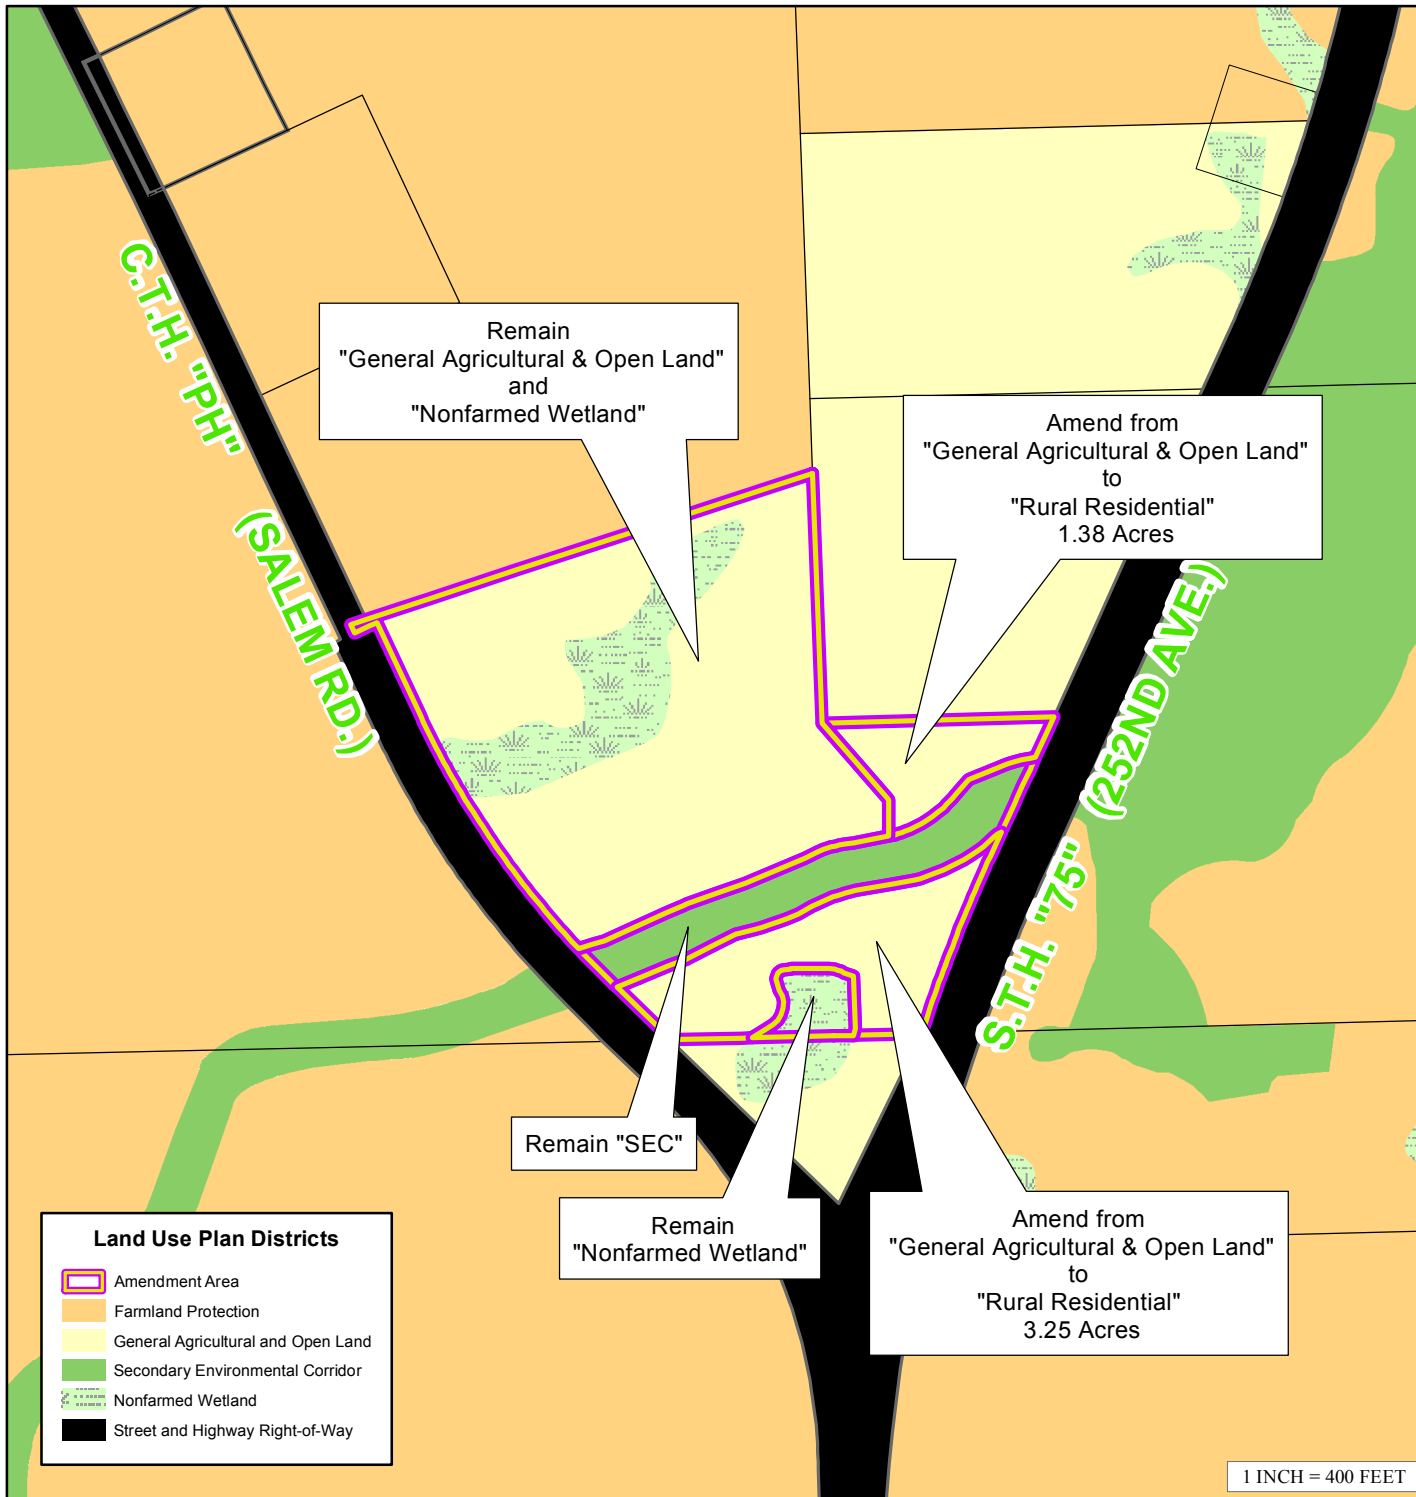 C.T.H. "PH"
(SALEM RD.)
Remain
"General Agricultural & Open Land"
and
"Nonfarmed Wetland"
Amend from
"General Agricultural & Open Land"
to
"Rural Residential"
1.38 Acres
S.T.H. "75"
(252ND AVE.)
Remain "SEC"
Remain
"Nonfarmed Wetland"
Amend from
"General Agricultural & Open Land"
to
"Rural Residential"
3.25 Acres
Land Use Plan Districts
Amendment Area
Farmland Protection
General Agricultural and Open Land
Secondary Environmental Corridor
Nonfarmed Wetland
Street and Highway Right-of-Way
1 INCH = 400 FEET